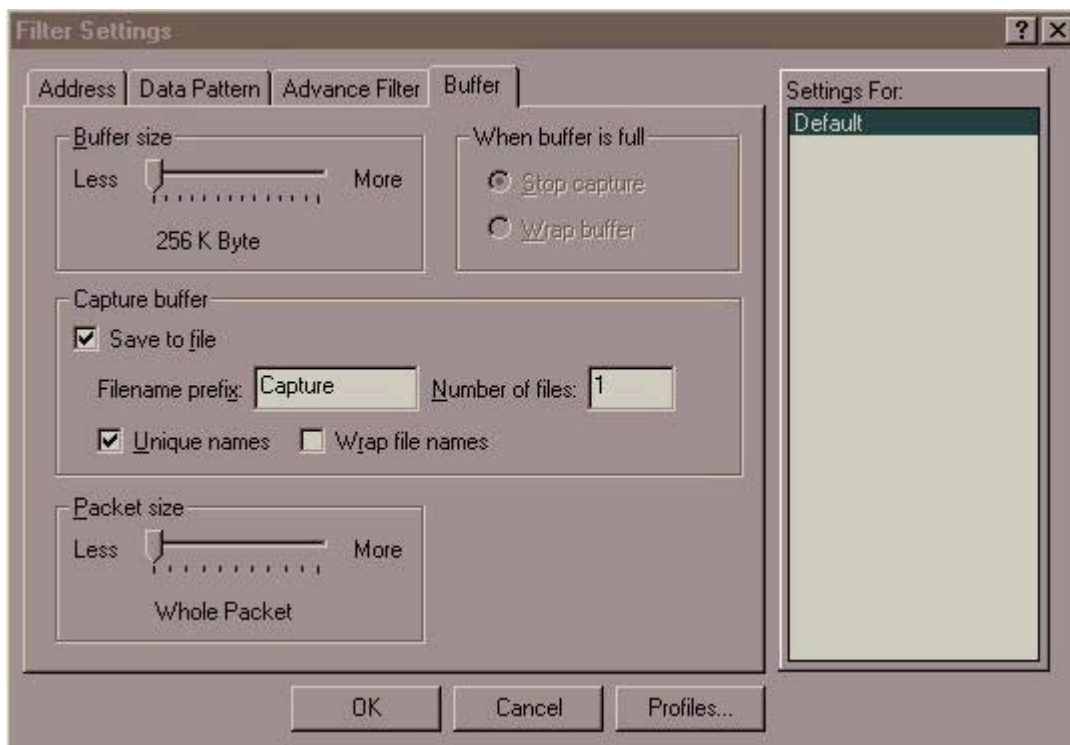 Filter Settings
Address Data Pattern Advance Filter Buffer
Settings For:
Default
Buffer size
Less More
256 K Byte
When buffer is full
Stop capture
Wrap buffer
Capture buffer
Save to file
Filename prefix: Capture Number of files: 1
Unique names Wrap file names
Packet size
Less More
Whole Packet
OK Cancel Profiles...